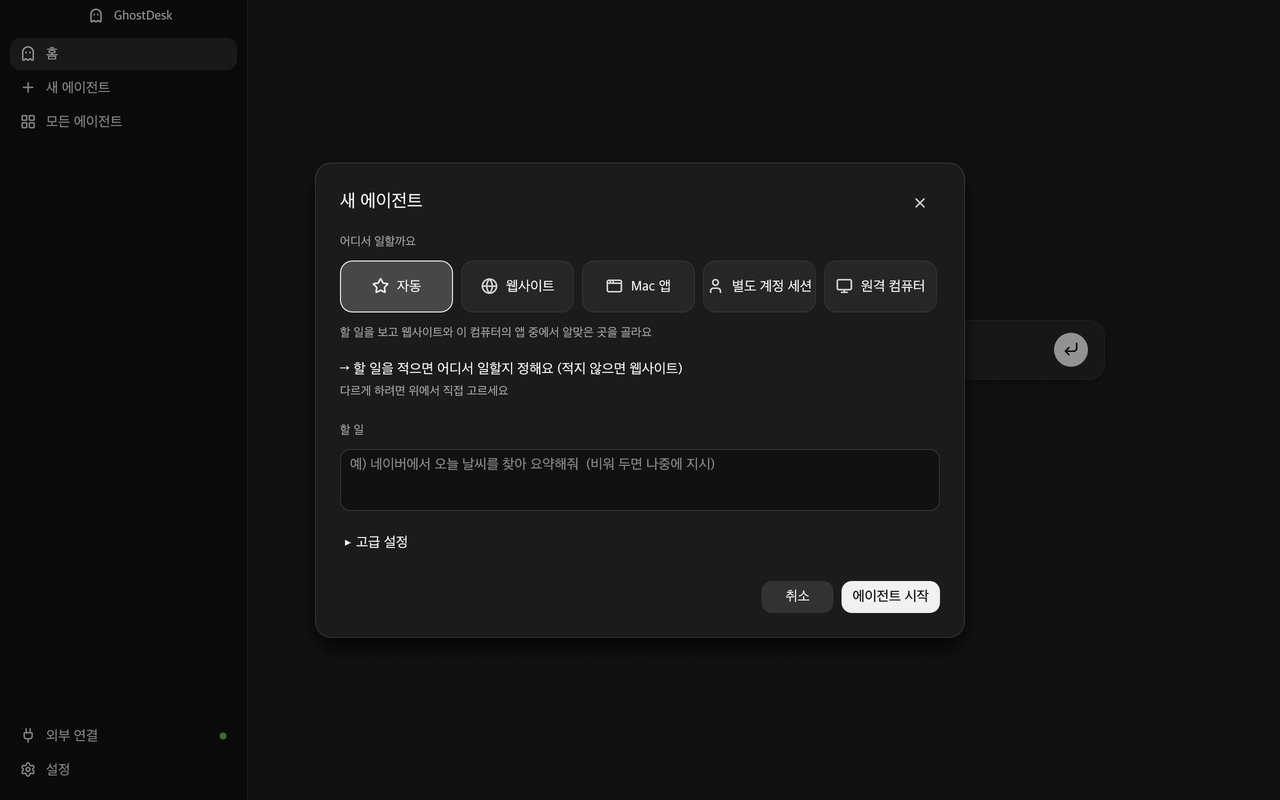 GhostDesk
홈
새 에이전트
모든 에이전트
새 에이전트
어디서 일할까요
자동
웹사이트
Mac 앱
별도 계정 세션
원격 컴퓨터
할 일을 보고 웹사이트와 이 컴퓨터의 앱 중에서 알맞은 곳을 골라요
→ 할 일을 적으면 어디서 일할지 정해요 (적지 않으면 웹사이트)
다르게 하려면 위에서 직접 고르세요
할 일
예) 네이버에서 오늘 날씨를 찾아 요약해줘 (비워 두면 나중에 지시)
▸ 고급 설정
취소
에이전트 시작
외부 연결
설정